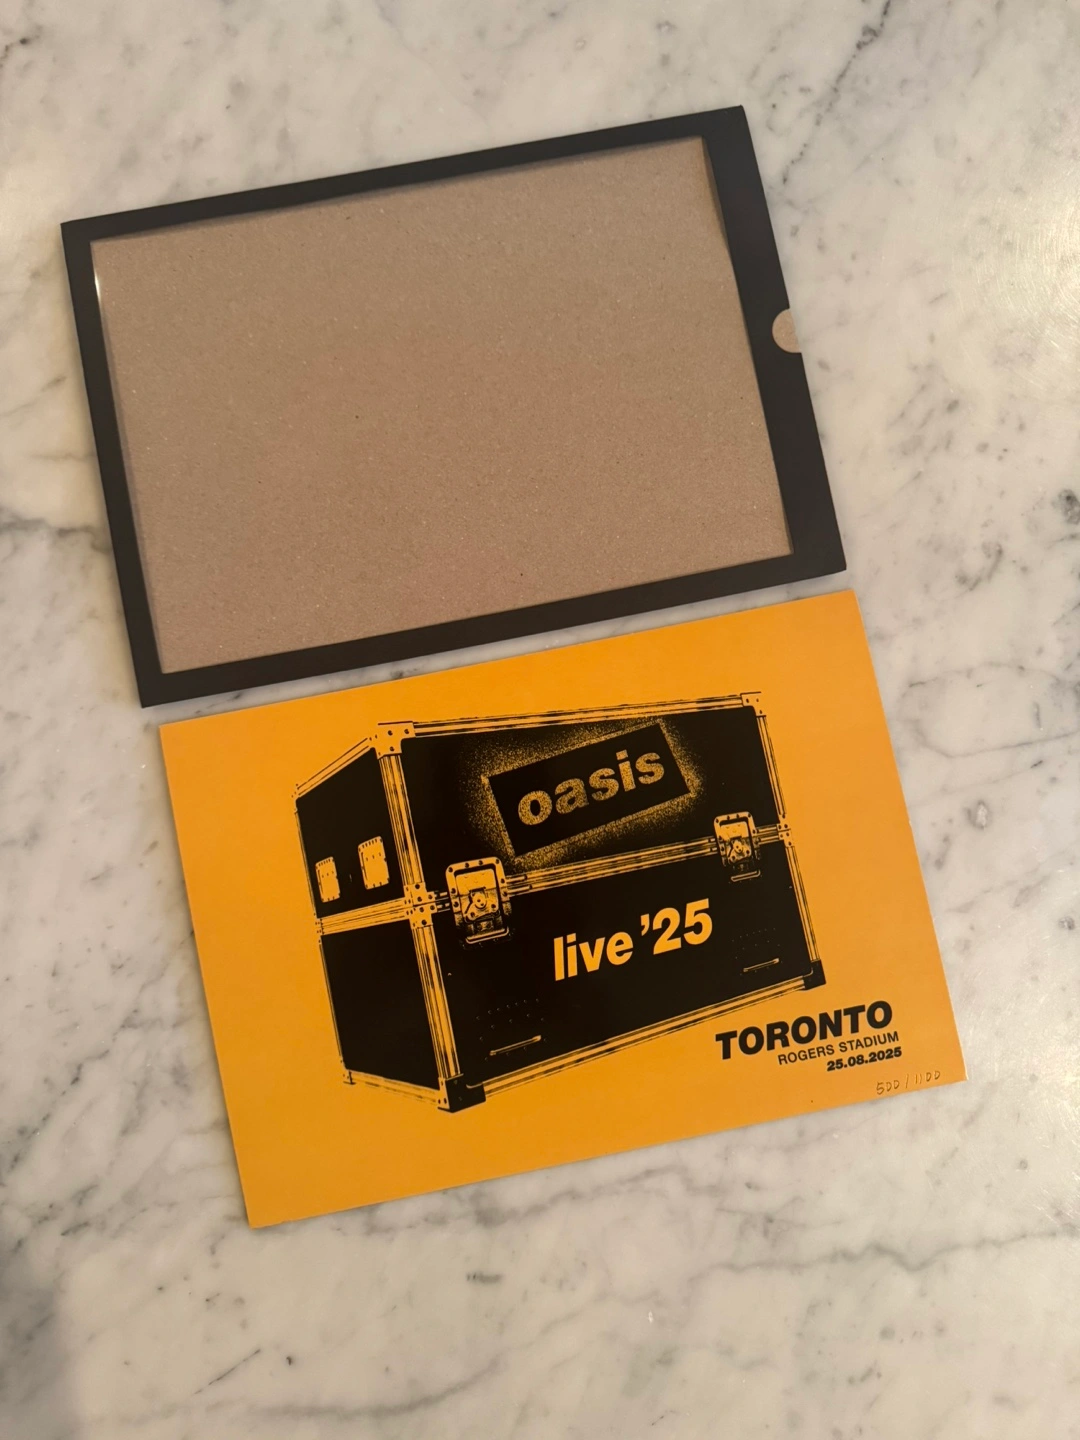 oasis
live '25
TORONTO
ROGERS STADIUM
25.08.2025
500 / 1100